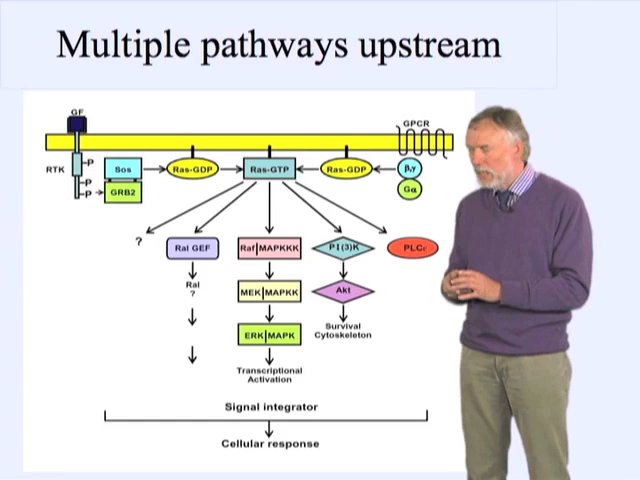 Multiple pathways upstream
GF
GPCR
RTK
P
P
P
Sos
GRB2
Ras-GDP
Ras-GTP
Ras-GDP
βγ
Gα
?
Ral GEF
Raf|MAPKKK
PI(3)K
PLCε
Ral
?
MEK|MAPKK
Akt
ERK|MAPK
Survival
Cytoskeleton
Transcriptional
Activation
Signal integrator
Cellular response